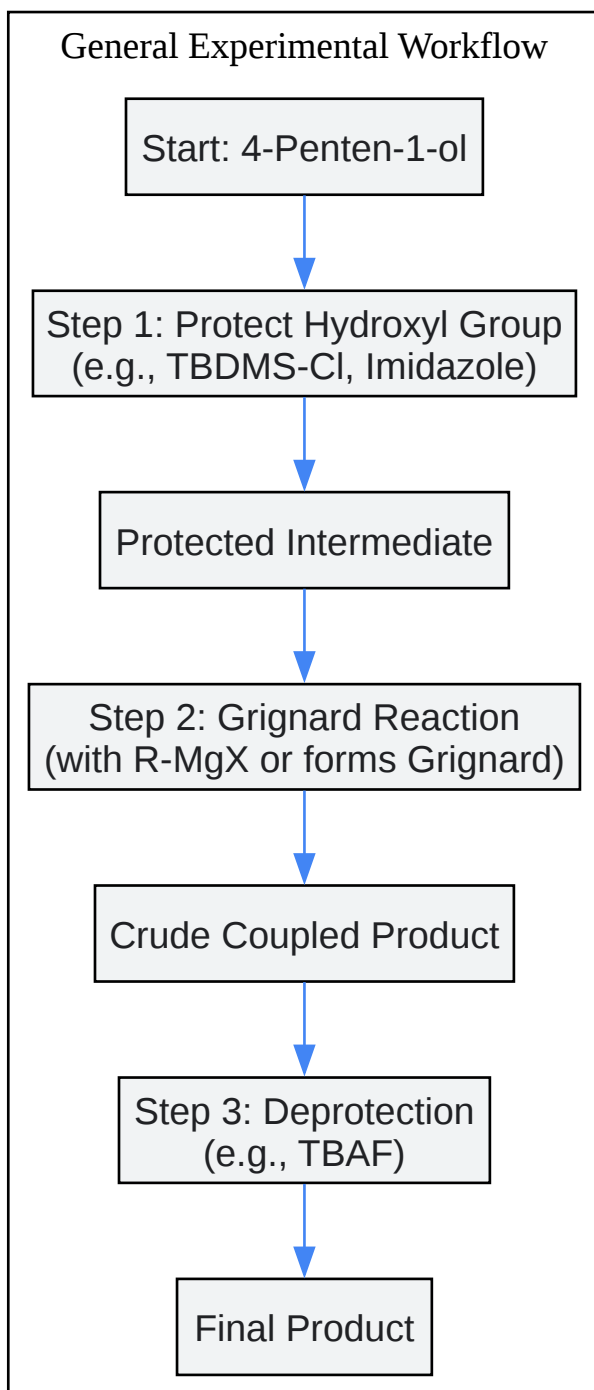 General Experimental Workflow
Start: 4-Penten-1-ol
Step 1: Protect Hydroxyl Group
(e.g., TBDMS-Cl, Imidazole)
Protected Intermediate
Step 2: Grignard Reaction
(with R-MgX or forms Grignard)
Crude Coupled Product
Step 3: Deprotection
(e.g., TBAF)
Final Product